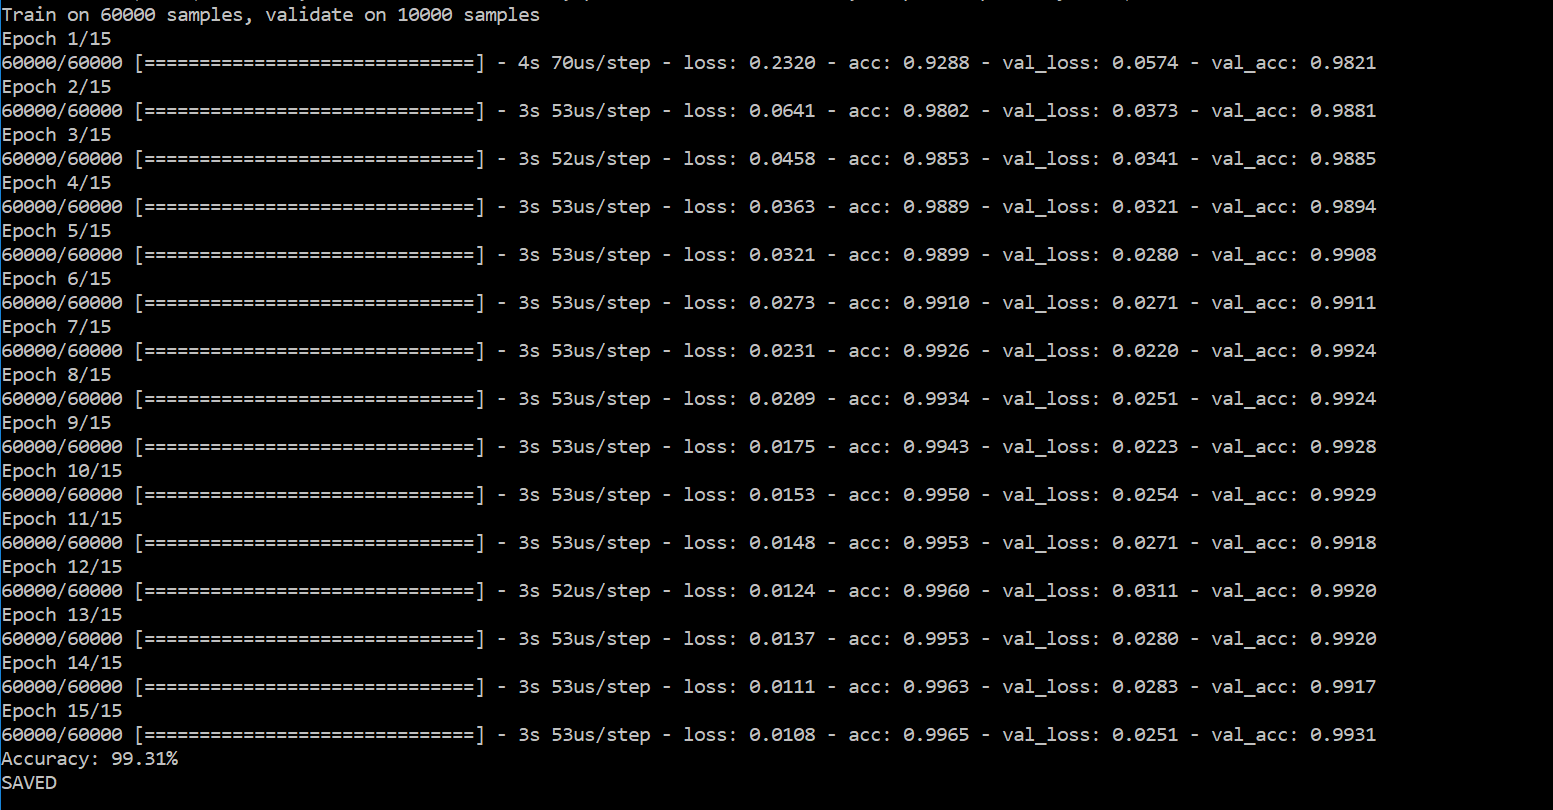 Train on 60000 samples, validate on 10000 samples
Epoch 1/15
60000/60000 [==============================] - 4s 70us/step - loss: 0.2320 - acc: 0.9288 - val_loss: 0.0574 - val_acc: 0.9821
Epoch 2/15
60000/60000 [==============================] - 3s 53us/step - loss: 0.0641 - acc: 0.9802 - val_loss: 0.0373 - val_acc: 0.9881
Epoch 3/15
60000/60000 [==============================] - 3s 52us/step - loss: 0.0458 - acc: 0.9853 - val_loss: 0.0341 - val_acc: 0.9885
Epoch 4/15
60000/60000 [==============================] - 3s 53us/step - loss: 0.0363 - acc: 0.9889 - val_loss: 0.0321 - val_acc: 0.9894
Epoch 5/15
60000/60000 [==============================] - 3s 53us/step - loss: 0.0321 - acc: 0.9899 - val_loss: 0.0280 - val_acc: 0.9908
Epoch 6/15
60000/60000 [==============================] - 3s 53us/step - loss: 0.0273 - acc: 0.9910 - val_loss: 0.0271 - val_acc: 0.9911
Epoch 7/15
60000/60000 [==============================] - 3s 53us/step - loss: 0.0231 - acc: 0.9926 - val_loss: 0.0220 - val_acc: 0.9924
Epoch 8/15
60000/60000 [==============================] - 3s 53us/step - loss: 0.0209 - acc: 0.9934 - val_loss: 0.0251 - val_acc: 0.9924
Epoch 9/15
60000/60000 [==============================] - 3s 53us/step - loss: 0.0175 - acc: 0.9943 - val_loss: 0.0223 - val_acc: 0.9928
Epoch 10/15
60000/60000 [==============================] - 3s 53us/step - loss: 0.0153 - acc: 0.9950 - val_loss: 0.0254 - val_acc: 0.9929
Epoch 11/15
60000/60000 [==============================] - 3s 53us/step - loss: 0.0148 - acc: 0.9953 - val_loss: 0.0271 - val_acc: 0.9918
Epoch 12/15
60000/60000 [==============================] - 3s 52us/step - loss: 0.0124 - acc: 0.9960 - val_loss: 0.0311 - val_acc: 0.9920
Epoch 13/15
60000/60000 [==============================] - 3s 53us/step - loss: 0.0137 - acc: 0.9953 - val_loss: 0.0280 - val_acc: 0.9920
Epoch 14/15
60000/60000 [==============================] - 3s 53us/step - loss: 0.0111 - acc: 0.9963 - val_loss: 0.0283 - val_acc: 0.9917
Epoch 15/15
60000/60000 [==============================] - 3s 53us/step - loss: 0.0108 - acc: 0.9965 - val_loss: 0.0251 - val_acc: 0.9931
Accuracy: 99.31%
SAVED